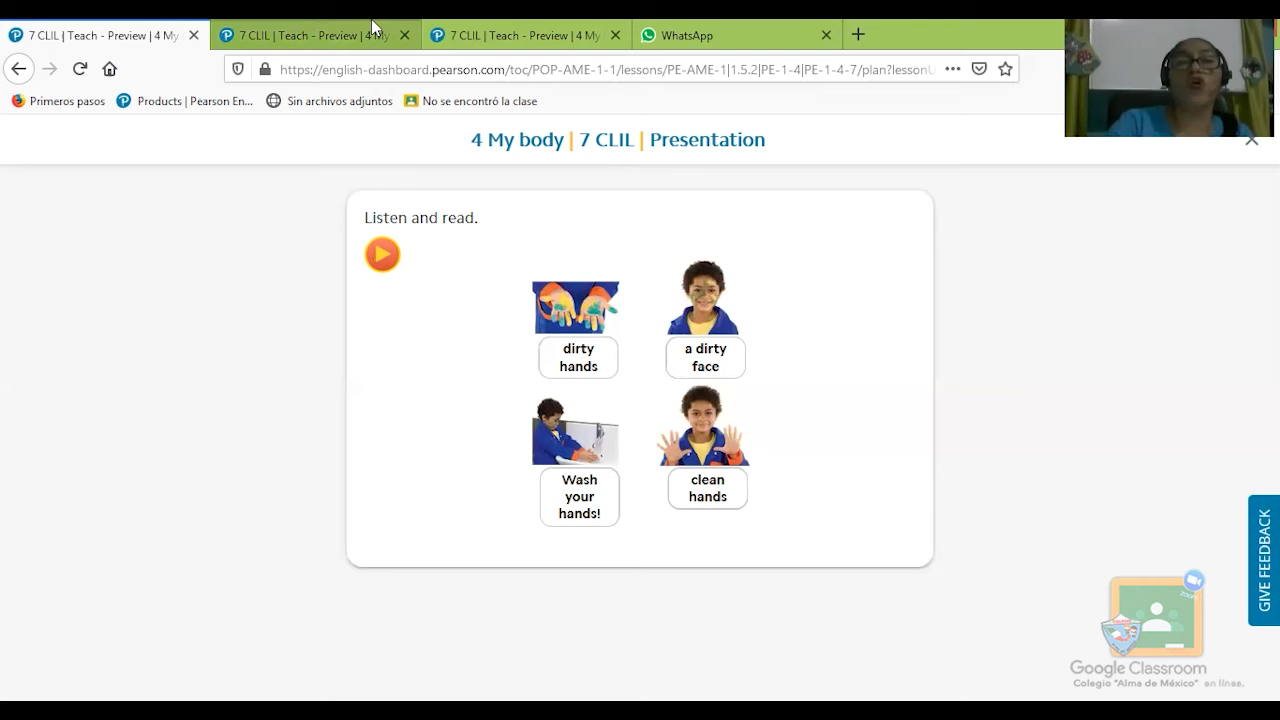 7 CLIL | Teach - Preview | 4 My
7 CLIL | Teach - Preview | 4 My
7 CLIL | Teach - Preview | 4 My
WhatsApp
https://english-dashboard.pearson.com/toc/POP-AME-1-1/lessons/PE-AME-1|1.5.2|PE-1-4|PE-1-4-7/plan?lessonU
Primeros pasos
Products | Pearson En...
Sin archivos adjuntos
No se encontró la clase
4 My body | 7 CLIL | Presentation
Listen and read.
dirty
hands
a dirty
face
Wash
your
hands!
clean
hands
GIVE FEEDBACK
zoom
Google Classroom
Colegio "Alma de México" en línea.